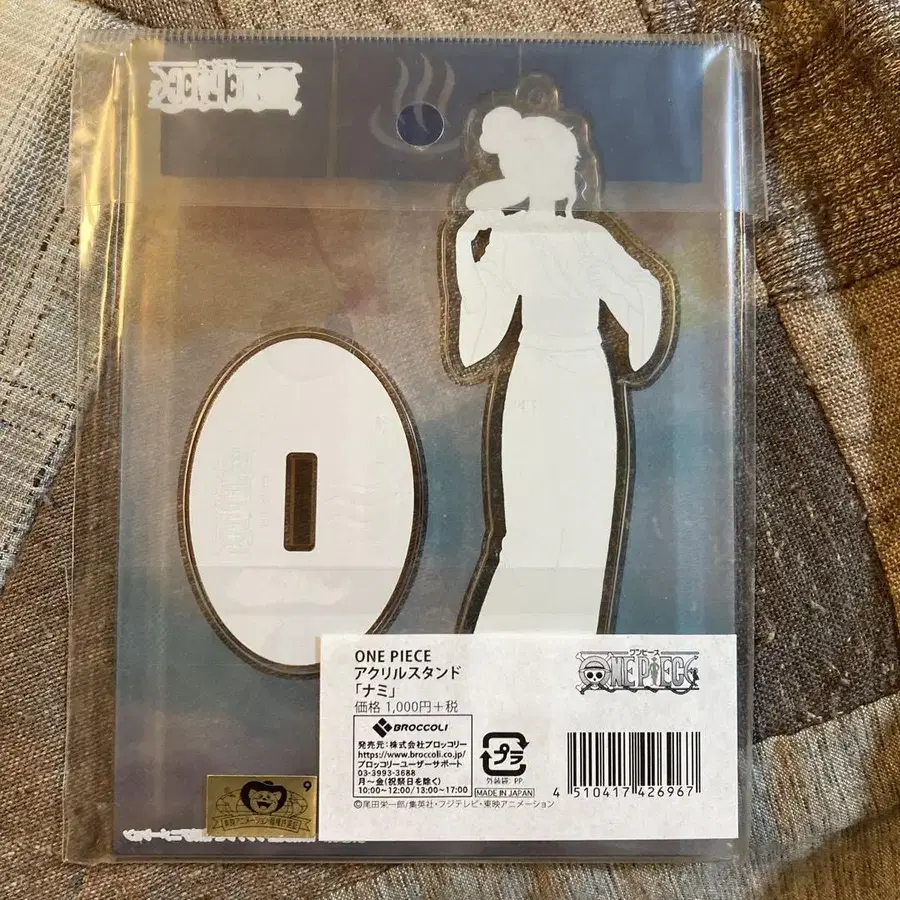 ONE PIECE
アクリルスタンド
「ナミ」
価格 1,000円+税
BROCCOLI
発売元:株式会社ブロッコリー
https://www.broccoli.co.jp/
ブロッコリーユーザーサポート
03-3993-3688
月~金(祝祭日を除く)
10:00~12:00/13:00~17:00
ワンピース
ONE PIECE
プラ
外装袋: PP
MADE IN JAPAN
4 510417 426967
©尾田栄一郎/集英社・フジテレビ・東映アニメーション
9